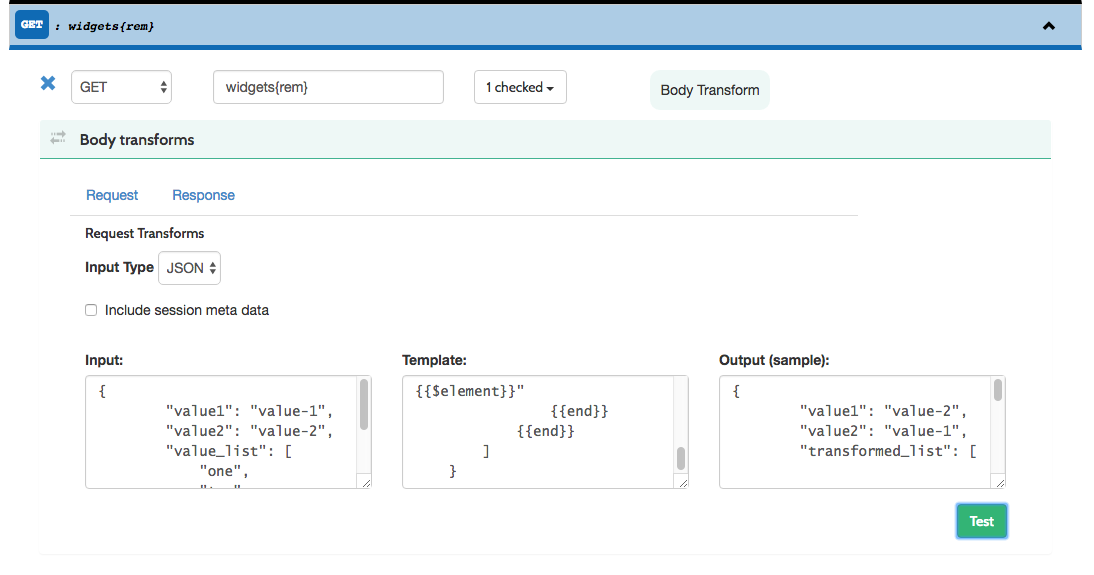 GET : widgets{rem}
GET widgets{rem} 1 checked Body Transform
Body transforms
Request Response
Request Transforms
Input Type JSON
Include session meta data
Input:
{
"value1": "value-1",
"value2": "value-2",
"value_list": [
"one",
Template:
{{$element}}"
{{end}}
{{end}}
]
}
Output (sample):
{
"value1": "value-2",
"value2": "value-1",
"transformed_list": [
Test